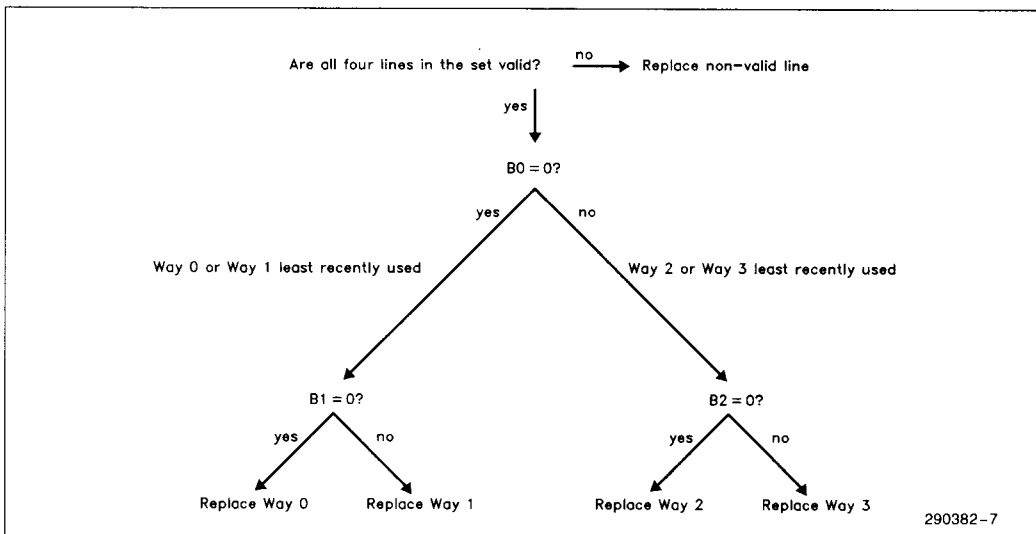 Are all four lines in the set valid? no Replace non-valid line
yes
B0 = 0?
yes no
Way 0 or Way 1 least recently used Way 2 or Way 3 least recently used
B1 = 0? B2 = 0?
yes no yes no
Replace Way 0 Replace Way 1 Replace Way 2 Replace Way 3
290382-7